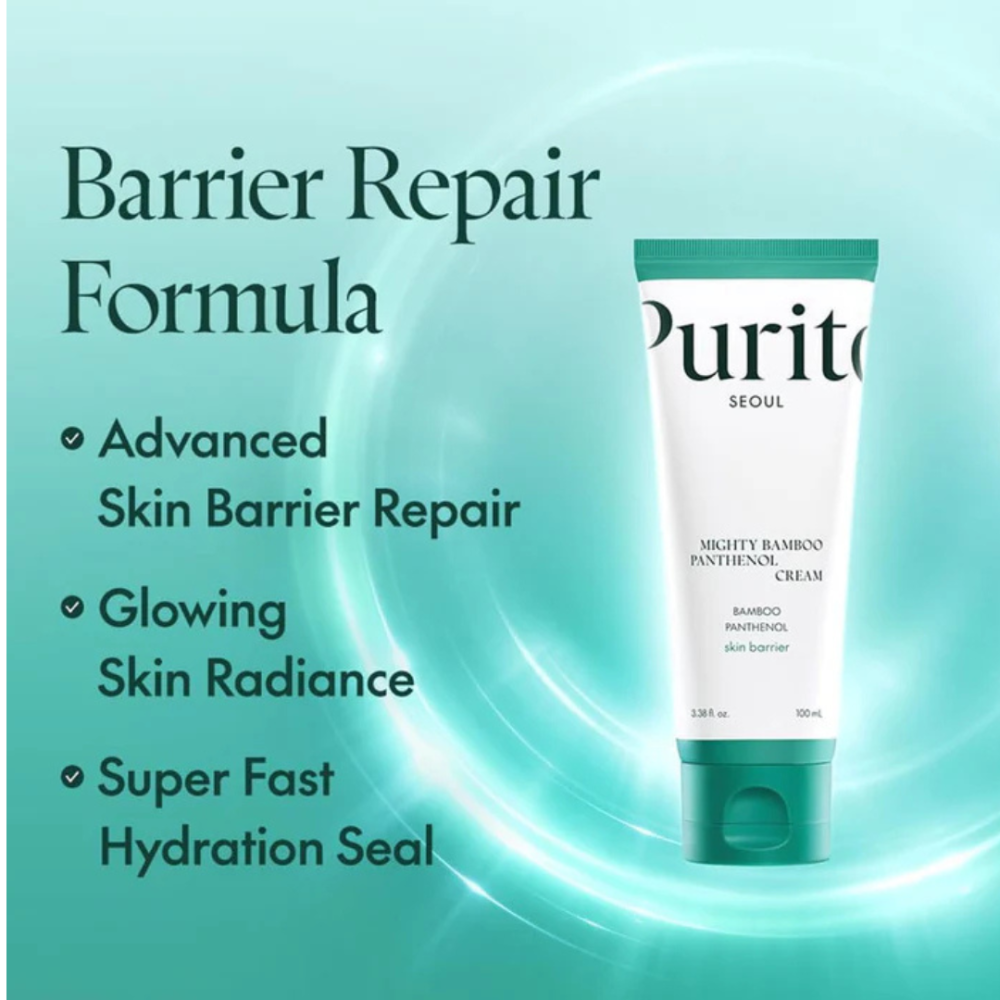 Barrier Repair
Formula
Advanced
Skin Barrier Repair
Glowing
Skin Radiance
Super Fast
Hydration Seal
Purito
SEOUL
MIGHTY BAMBOO
PANTHENOL
CREAM
BAMBOO
PANTHENOL
skin barrier
3.38 fl. oz.
100 mL